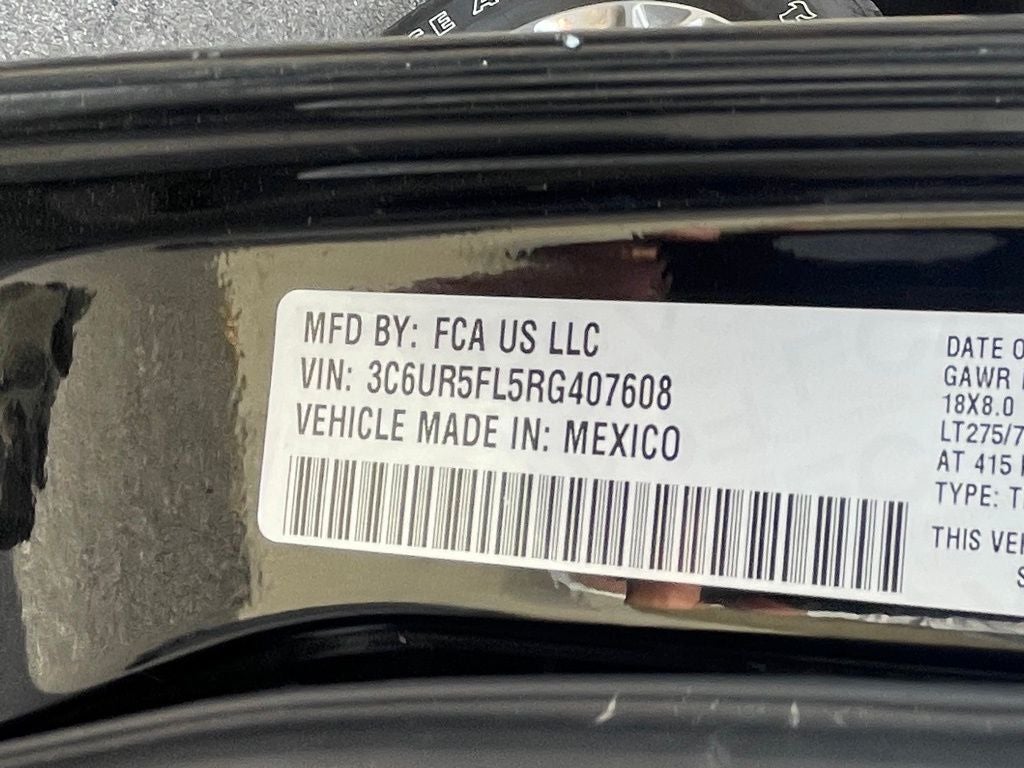 MFD BY: FCA US LLC
VIN: 3C6UR5FL5RG407608
VEHICLE MADE IN: MEXICO
DATE O
GAWR
18X8.0
LT275/7
AT 415
TYPE: T
THIS VEH
S